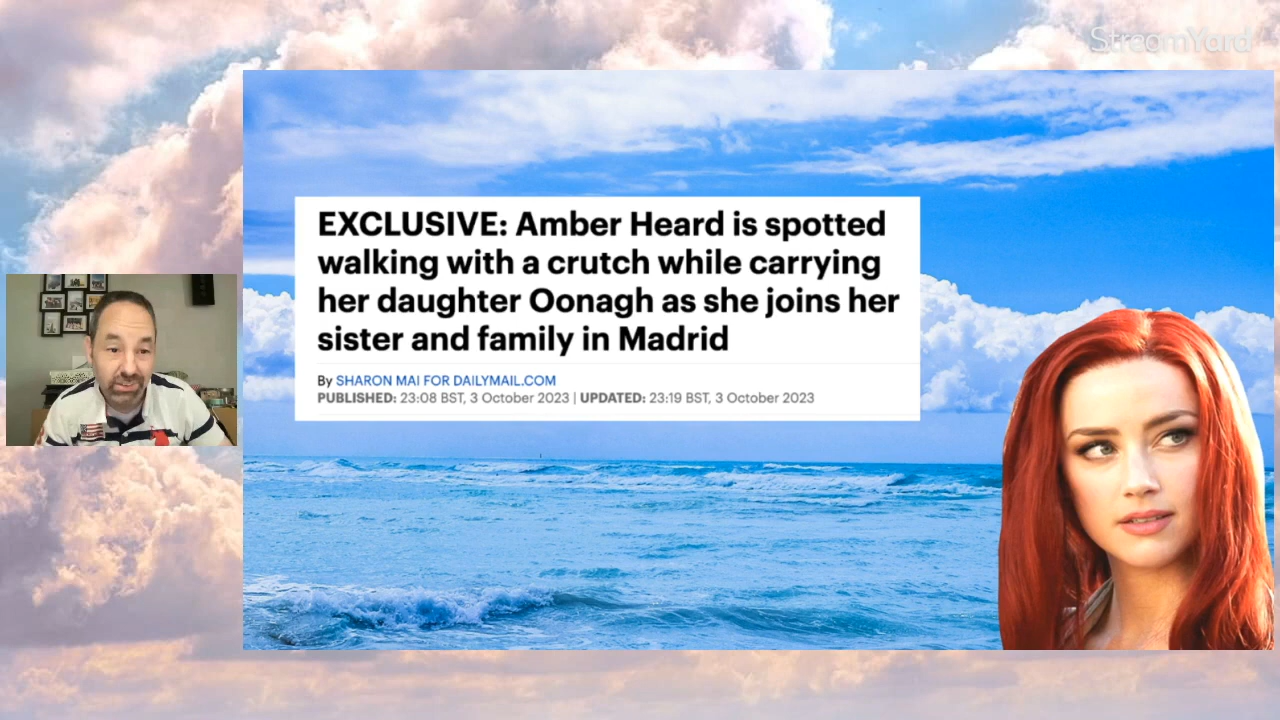 StreamYard
EXCLUSIVE: Amber Heard is spotted
walking with a crutch while carrying
her daughter Oonagh as she joins her
sister and family in Madrid
By SHARON MAI FOR DAILYMAIL.COM
PUBLISHED: 23:08 BST, 3 October 2023 | UPDATED: 23:19 BST, 3 October 2023